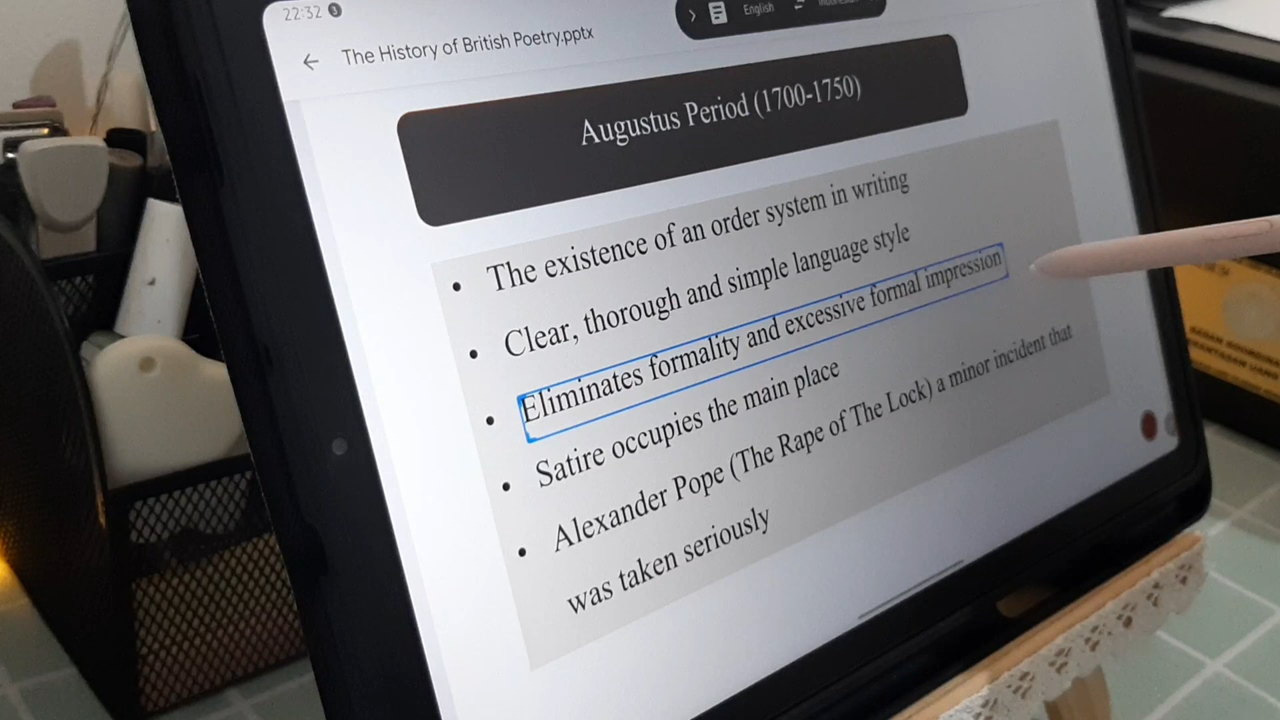 22:32
The History of British Poetry.pptx
English
Augustus Period (1700-1750)
• The existence of an order system in writing
• Clear, thorough and simple language style
• Eliminates formality and excessive formal impression
• Satire occupies the main place
• Alexander Pope (The Rape of The Lock) a minor incident that
was taken seriously